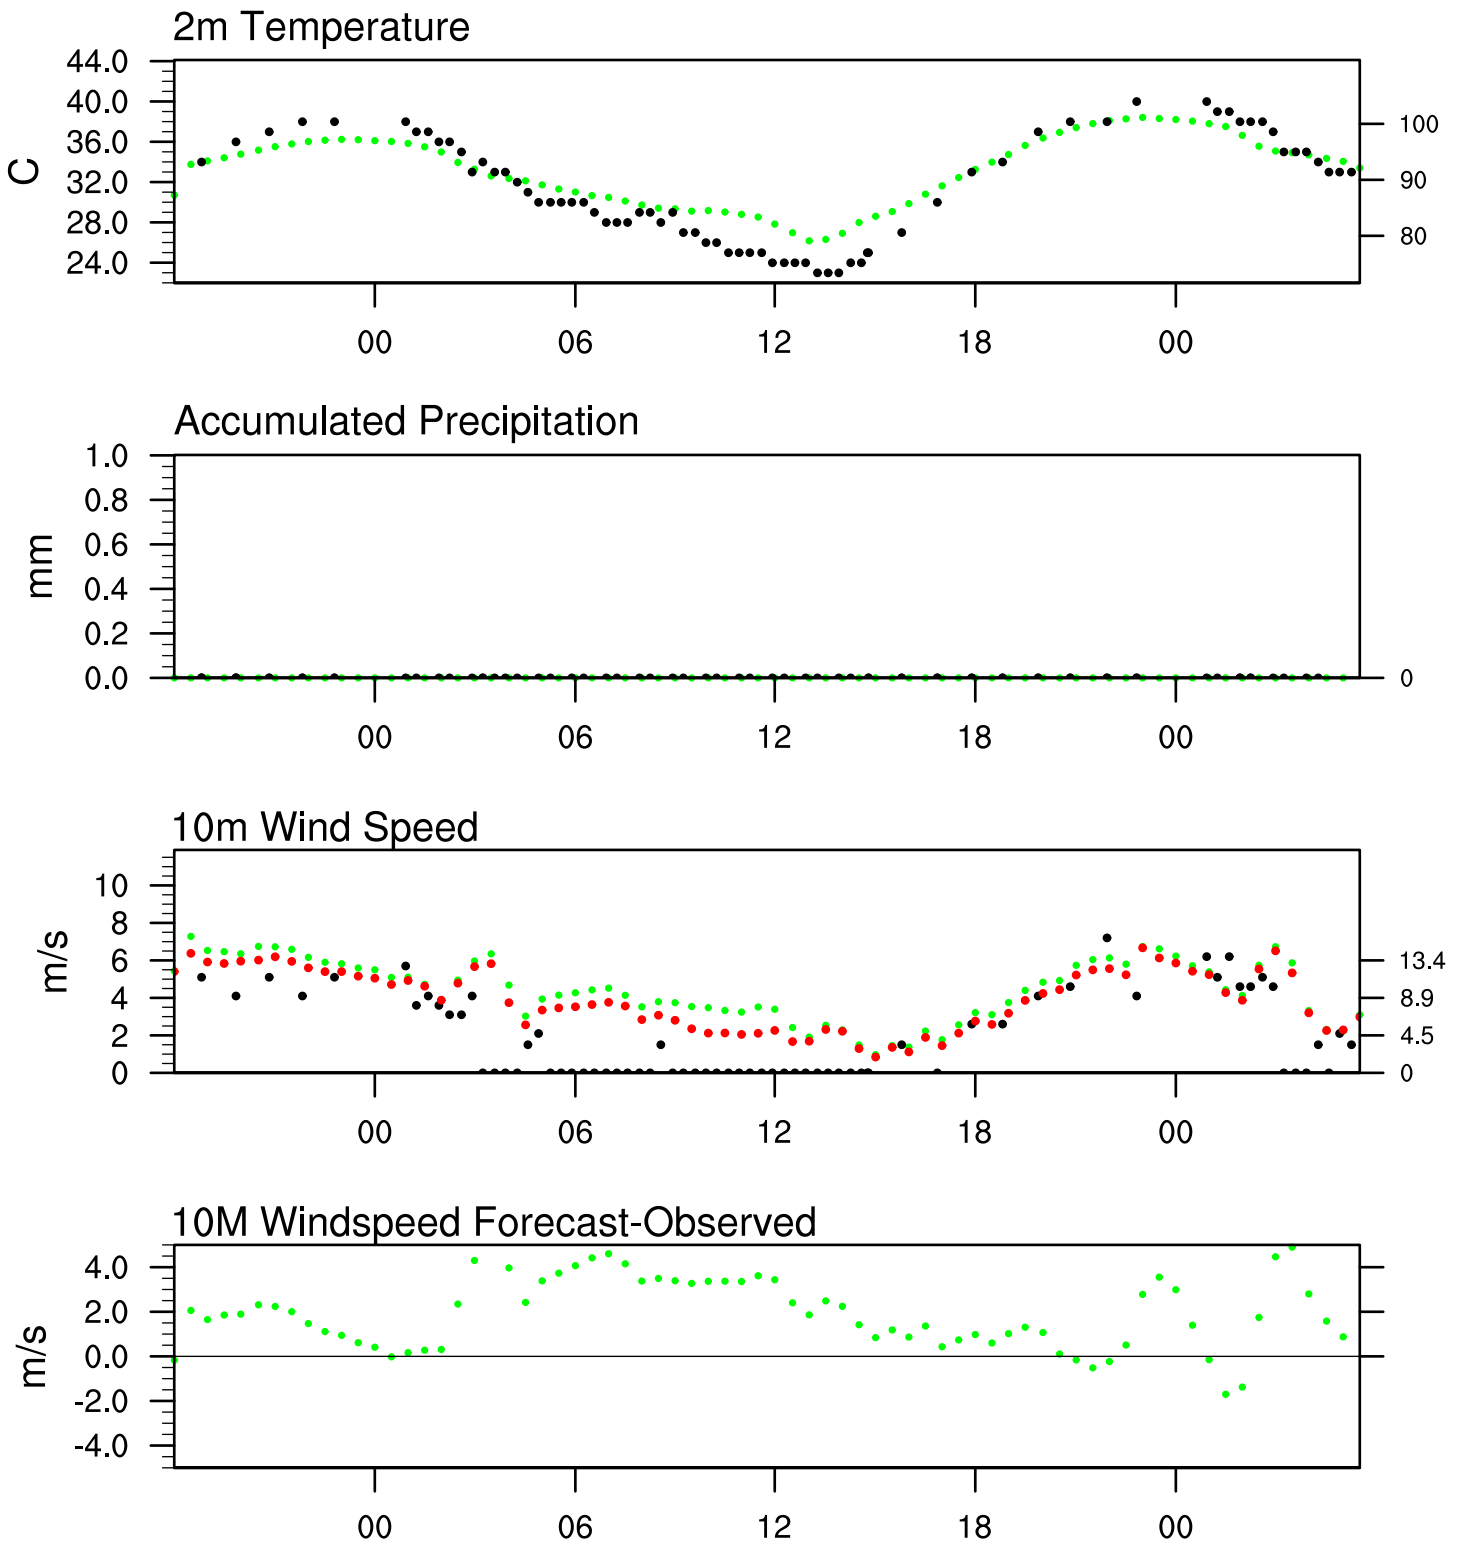 2m Temperature
44.0
40.0
36.0
32.0
28.0
24.0
C
100
90
80
00 06 12 18 00
Accumulated Precipitation
1.0
0.8
0.6
0.4
0.2
0.0
mm
0
00 06 12 18 00
10m Wind Speed
10
8
6
4
2
0
m/s
13.4
8.9
4.5
0
00 06 12 18 00
10M Windspeed Forecast-Observed
4.0
2.0
0.0
-2.0
-4.0
m/s
00 06 12 18 00